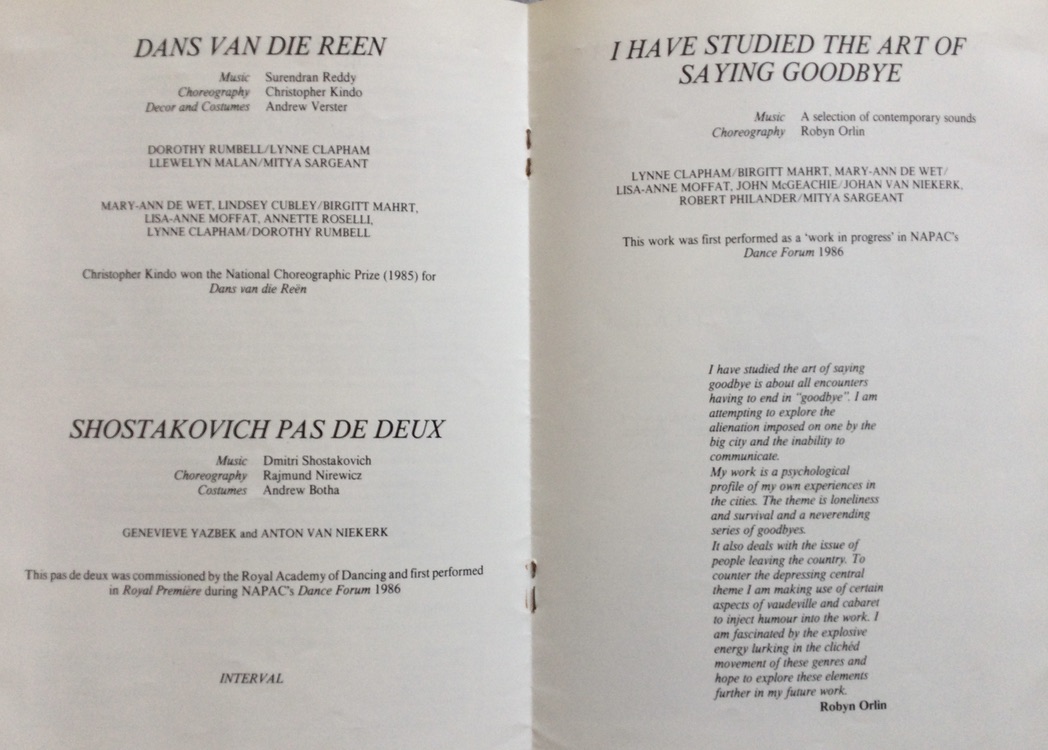 DANS VAN DIE REEN
Music Surendran Reddy
Choreography Christopher Kindo
Decor and Costumes Andrew Verster
DOROTHY RUMBELL/LYNNE CLAPHAM
LLEWELYN MALAN/MITYA SARGEANT
MARY-ANN DE WET, LINDSEY CUBLEY/BIRGITT MAHRT,
LISA-ANNE MOFFAT, ANNETTE ROSELLI,
LYNNE CLAPHAM/DOROTHY RUMBELL
Christopher Kindo won the National Choreographic Prize (1985) for
Dans van die Reën
SHOSTAKOVICH PAS DE DEUX
Music Dmitri Shostakovich
Choreography Rajmund Nirewicz
Costumes Andrew Botha
GENEVIEVE YAZBEK and ANTON VAN NIEKERK
This pas de deux was commissioned by the Royal Academy of Dancing and first performed
in Royal Première during NAPAC's Dance Forum 1986
INTERVAL
I HAVE STUDIED THE ART OF
SAYING GOODBYE
Music A selection of contemporary sounds
Choreography Robyn Orlin
LYNNE CLAPHAM/BIRGITT MAHRT, MARY-ANN DE WET/
LISA-ANNE MOFFAT, JOHN McGEACHIE/JOHAN VAN NIEKERK,
ROBERT PHILANDER/MITYA SARGEANT
This work was first performed as a 'work in progress' in NAPAC's
Dance Forum 1986
I have studied the art of saying
goodbye is about all encounters
having to end in "goodbye". I am
attempting to explore the
alienation imposed on one by the
big city and the inability to
communicate.
My work is a psychological
profile of my own experiences in
the cities. The theme is loneliness
and survival and a neverending
series of goodbyes.
It also deals with the issue of
people leaving the country. To
counter the depressing central
theme I am making use of certain
aspects of vaudeville and cabaret
to inject humour into the work. I
am fascinated by the explosive
energy lurking in the clichéd
movement of these genres and
hope to explore these elements
further in my future work.
Robyn Orlin